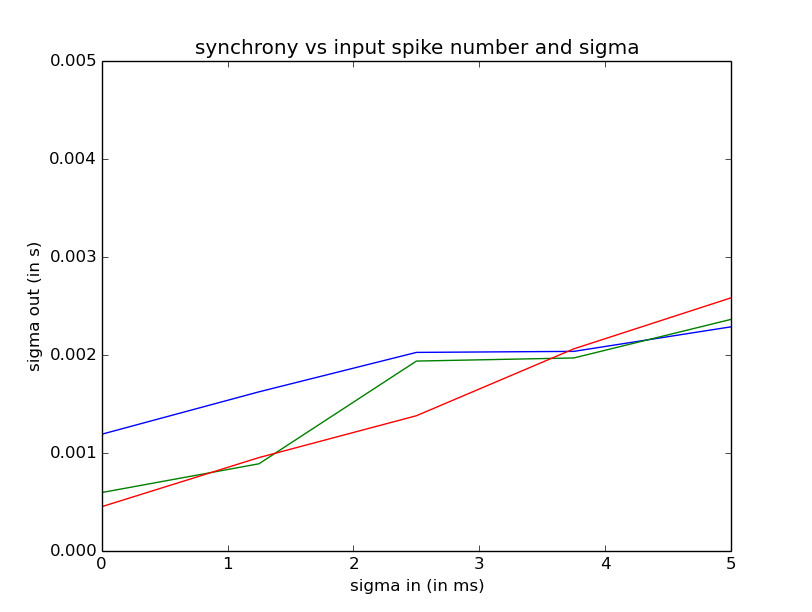 synchrony vs input spike number and sigma
0.005
0.004
0.003
0.002
0.001
0.000
sigma out (in s)
0 1 2 3 4 5
sigma in (in ms)